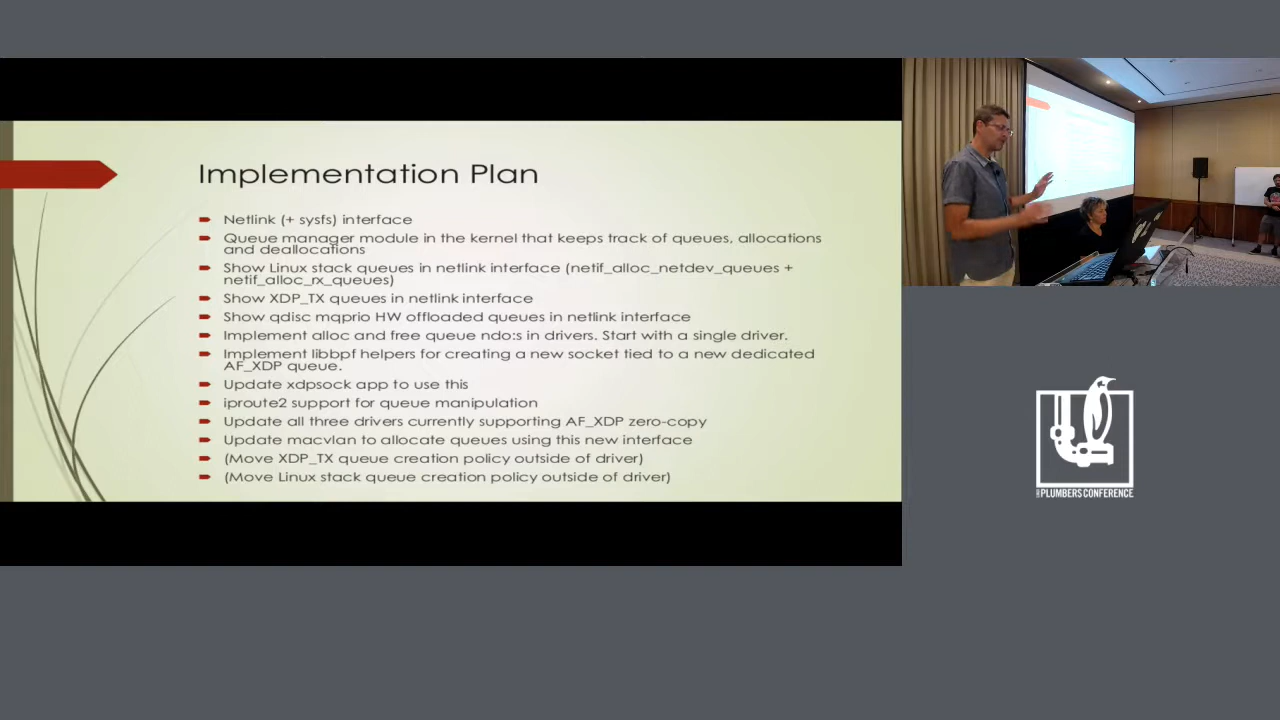 Implementation Plan
Netlink (+ sysfs) interface
Queue manager module in the kernel that keeps track of queues, allocations
and deallocations
Show Linux stack queues in netlink interface (netif_alloc_netdev_queues +
netif_alloc_rx_queues)
Show XDP_TX queues in netlink interface
Show qdisc mqprio HW offloaded queues in netlink interface
Implement alloc and free queue ndo:s in drivers. Start with a single driver.
Implement libbpf helpers for creating a new socket tied to a new dedicated
AF_XDP queue.
Update xdpsock app to use this
iproute2 support for queue manipulation
Update all three drivers currently supporting AF_XDP zero-copy
Update macvlan to allocate queues using this new interface
(Move XDP_TX queue creation policy outside of driver)
(Move Linux stack queue creation policy outside of driver)
PLUMBERS CONFERENCE